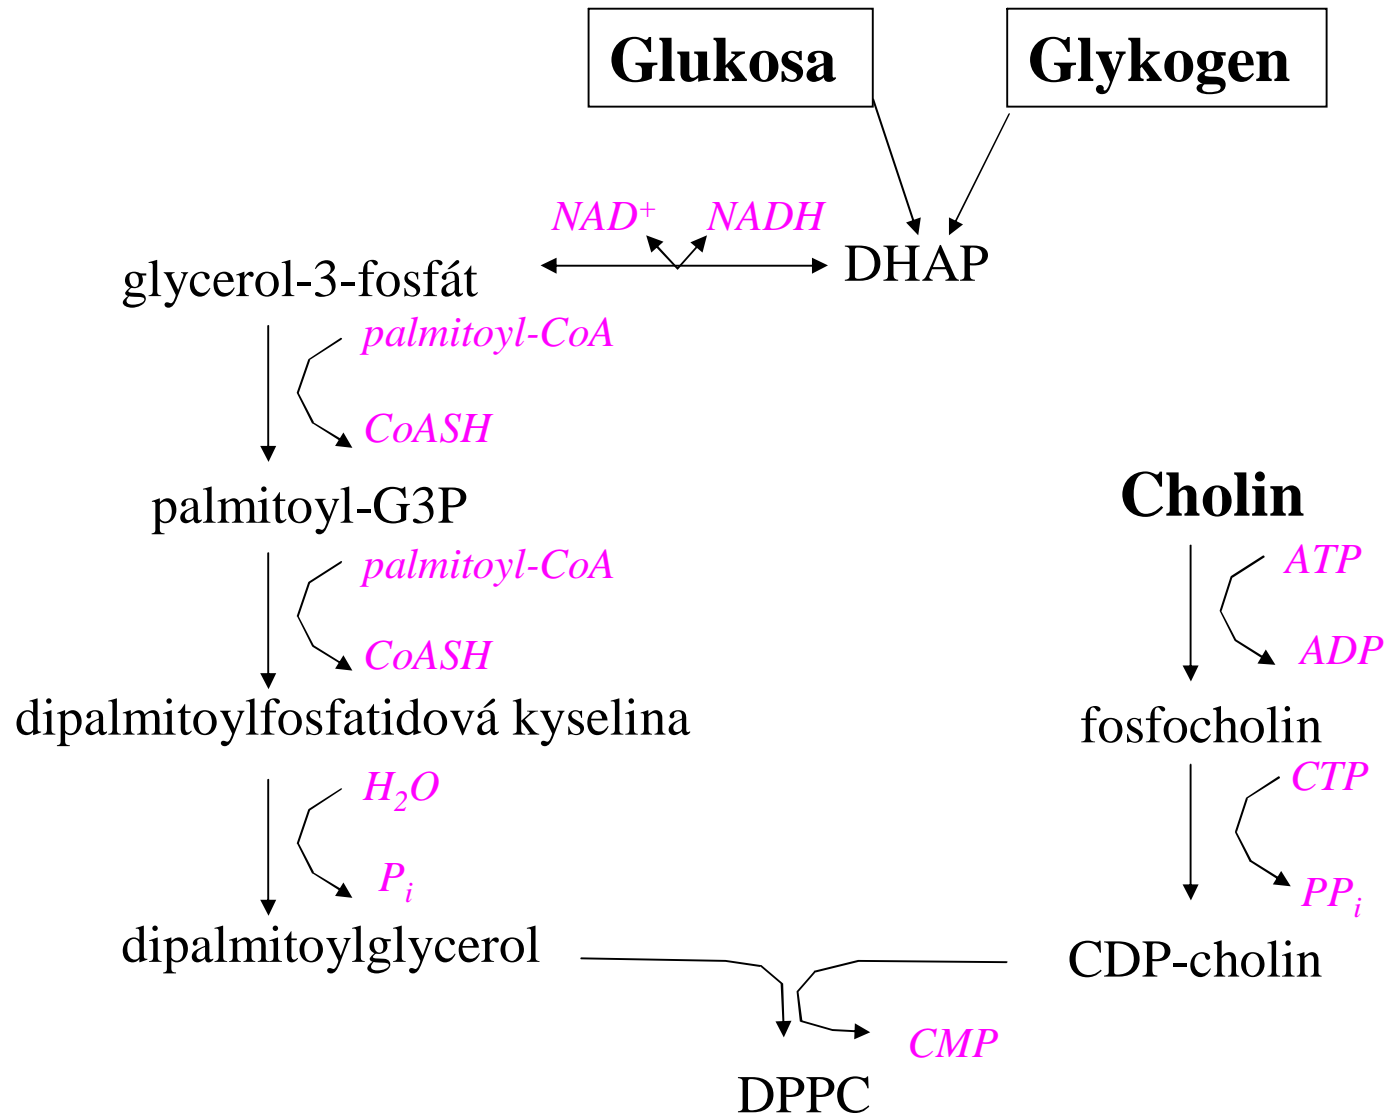 Glukosa
Glykogen
NAD⁺
NADH
glycerol-3-fosfát
DHAP
palmitoyl-CoA
CoASH
palmitoyl-G3P
Cholin
palmitoyl-CoA
ATP
CoASH
ADP
dipalmitoylfosfatidová kyselina
fosfocholin
H₂O
CTP
Pᵢ
PPᵢ
dipalmitoylglycerol
CDP-cholin
CMP
DPPC